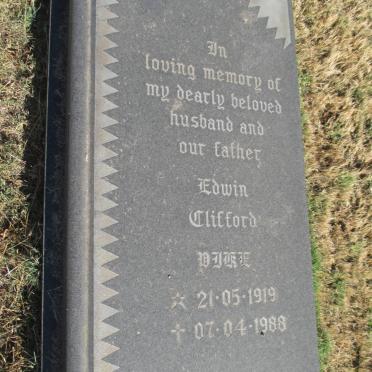 In
loving memory of
my dearly beloved
husband and
our father
Edwin
Clifford
PIKE
☆ 21·05·1919
✝ 07·04·1988